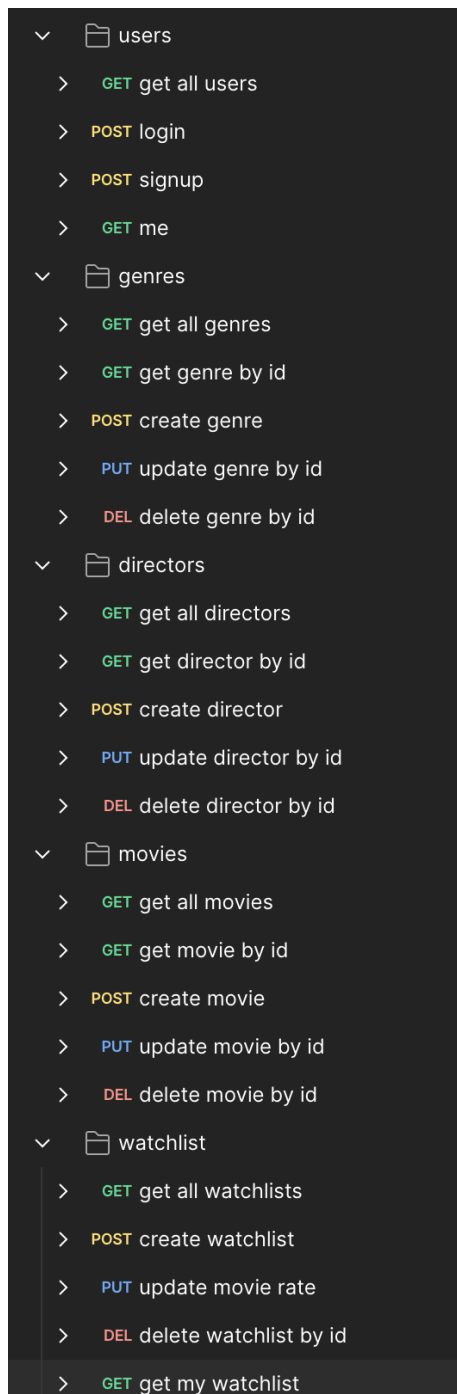 users
GET get all users
POST login
POST signup
GET me
genres
GET get all genres
GET get genre by id
POST create genre
PUT update genre by id
DEL delete genre by id
directors
GET get all directors
GET get director by id
POST create director
PUT update director by id
DEL delete director by id
movies
GET get all movies
GET get movie by id
POST create movie
PUT update movie by id
DEL delete movie by id
watchlist
GET get all watchlists
POST create watchlist
PUT update movie rate
DEL delete watchlist by id
GET get my watchlist